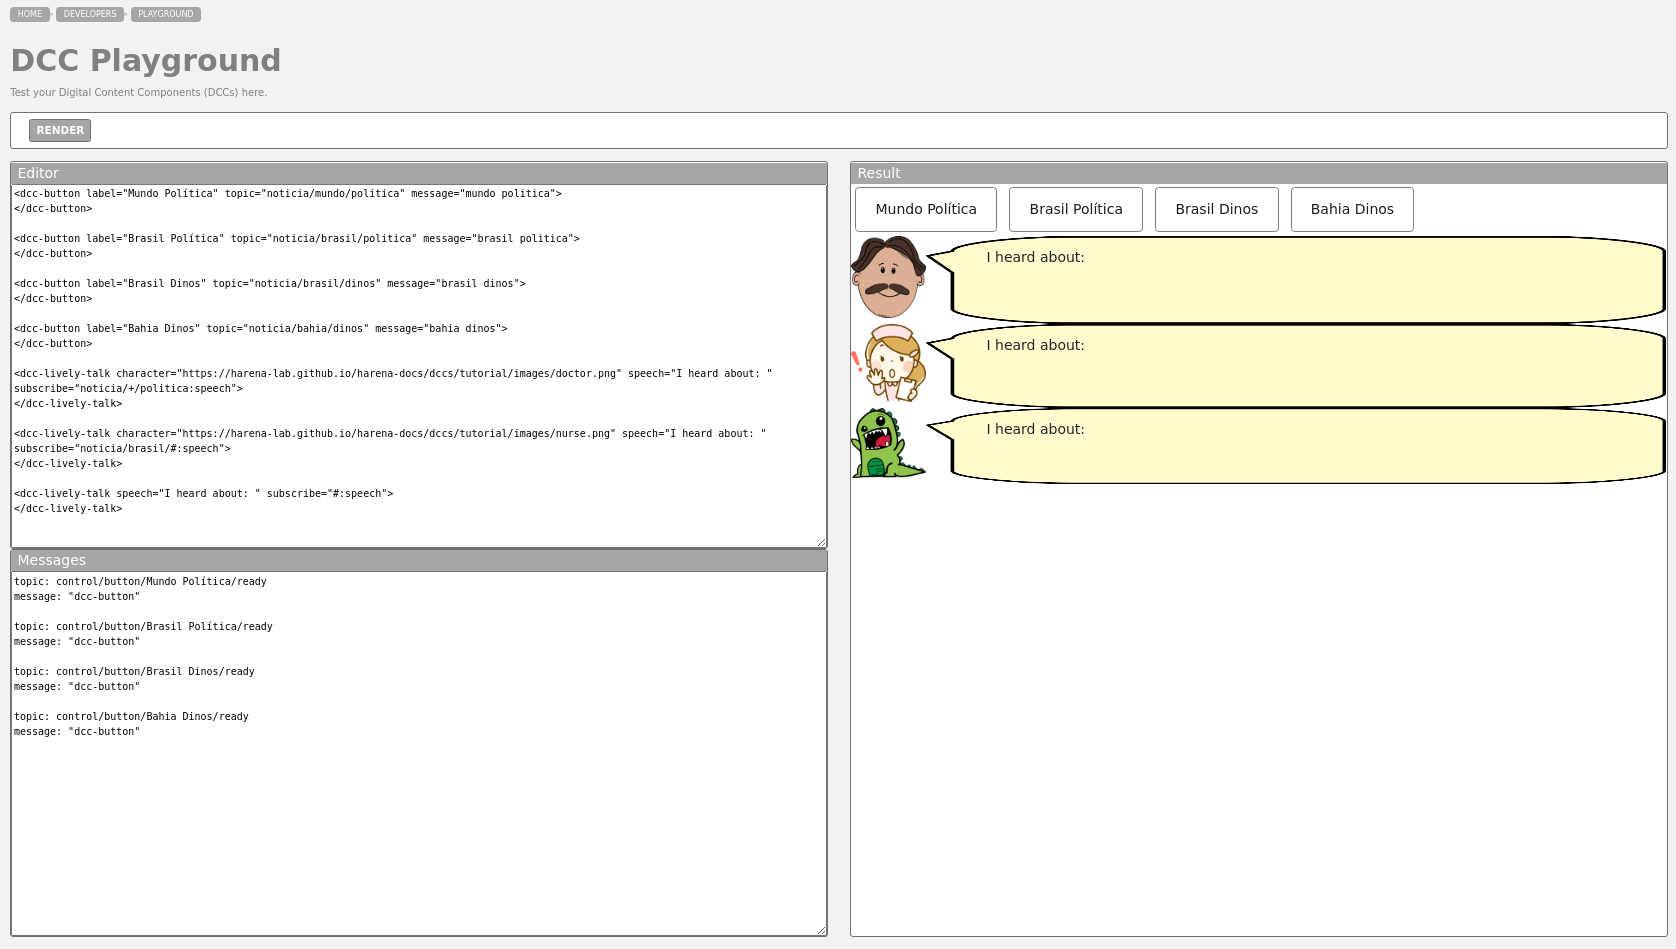 HOME DEVELOPERS PLAYGROUND
DCC Playground
Test your Digital Content Components (DCCs) here.
RENDER
Editor
<dcc-button label="Mundo Política" topic="noticia/mundo/politica" message="mundo politica">
</dcc-button>
<dcc-button label="Brasil Política" topic="noticia/brasil/politica" message="brasil politica">
</dcc-button>
<dcc-button label="Brasil Dinos" topic="noticia/brasil/dinos" message="brasil dinos">
</dcc-button>
<dcc-button label="Bahia Dinos" topic="noticia/bahia/dinos" message="bahia dinos">
</dcc-button>
<dcc-lively-talk character="https://harena-lab.github.io/harena-docs/dccs/tutorial/images/doctor.png" speech="I heard about: "
subscribe="noticia/+/politica:speech">
</dcc-lively-talk>
<dcc-lively-talk character="https://harena-lab.github.io/harena-docs/dccs/tutorial/images/nurse.png" speech="I heard about: "
subscribe="noticia/brasil/#:speech">
</dcc-lively-talk>
<dcc-lively-talk speech="I heard about: " subscribe="#:speech">
</dcc-lively-talk>
Messages
topic: control/button/Mundo Política/ready
message: "dcc-button"
topic: control/button/Brasil Política/ready
message: "dcc-button"
topic: control/button/Brasil Dinos/ready
message: "dcc-button"
topic: control/button/Bahia Dinos/ready
message: "dcc-button"
Result
Mundo Política Brasil Política Brasil Dinos Bahia Dinos
I heard about:
I heard about:
I heard about: